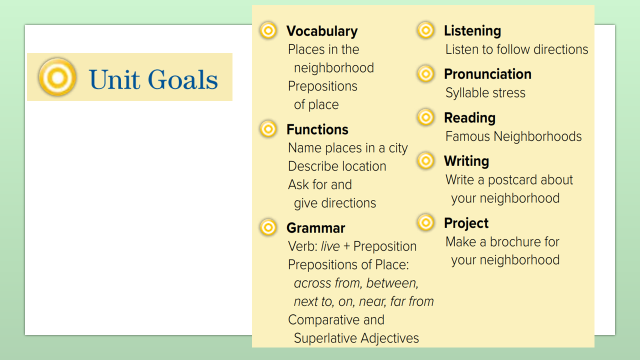 Unit Goals
Vocabulary
Places in the
neighborhood
Prepositions
of place
Functions
Name places in a city
Describe location
Ask for and
give directions
Grammar
Verb: live + Preposition
Prepositions of Place:
across from, between,
next to, on, near, far from
Comparative and
Superlative Adjectives
Listening
Listen to follow directions
Pronunciation
Syllable stress
Reading
Famous Neighborhoods
Writing
Write a postcard about
your neighborhood
Project
Make a brochure for
your neighborhood